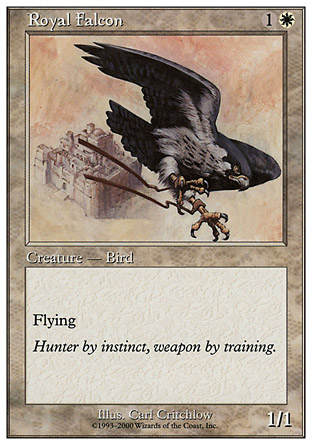 Royal Falcon 1
Creature — Bird
Flying
Hunter by instinct, weapon by training.
Illus. Carl Critchlow
©1993–2000 Wizards of the Coast, Inc.
1/1